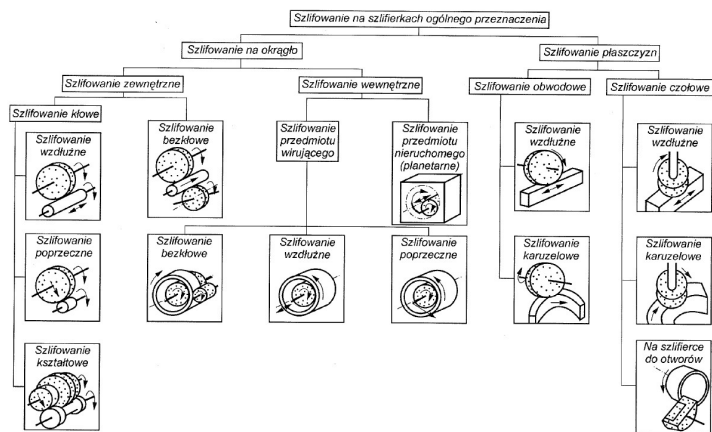 Szlifowanie na szlifierkach ogólnego przeznaczenia
Szlifowanie na okrągło
Szlifowanie płaszczyzn
Szlifowanie zewnętrzne
Szlifowanie wewnętrzne
Szlifowanie obwodowe
Szlifowanie czołowe
Szlifowanie kłowe
Szlifowanie
wzdłużne
Szlifowanie
bezkłowe
Szlifowanie
przedmiotu
wirującego
Szlifowanie
przedmiotu
nieruchomego
(planetarne)
Szlifowanie
wzdłużne
Szlifowanie
wzdłużne
Szlifowanie
poprzeczne
Szlifowanie
bezkłowe
Szlifowanie
wzdłużne
Szlifowanie
poprzeczne
Szlifowanie
karuzelowe
Szlifowanie
karuzelowe
Szlifowanie
kształtowe
Na szlifierce
do otworów